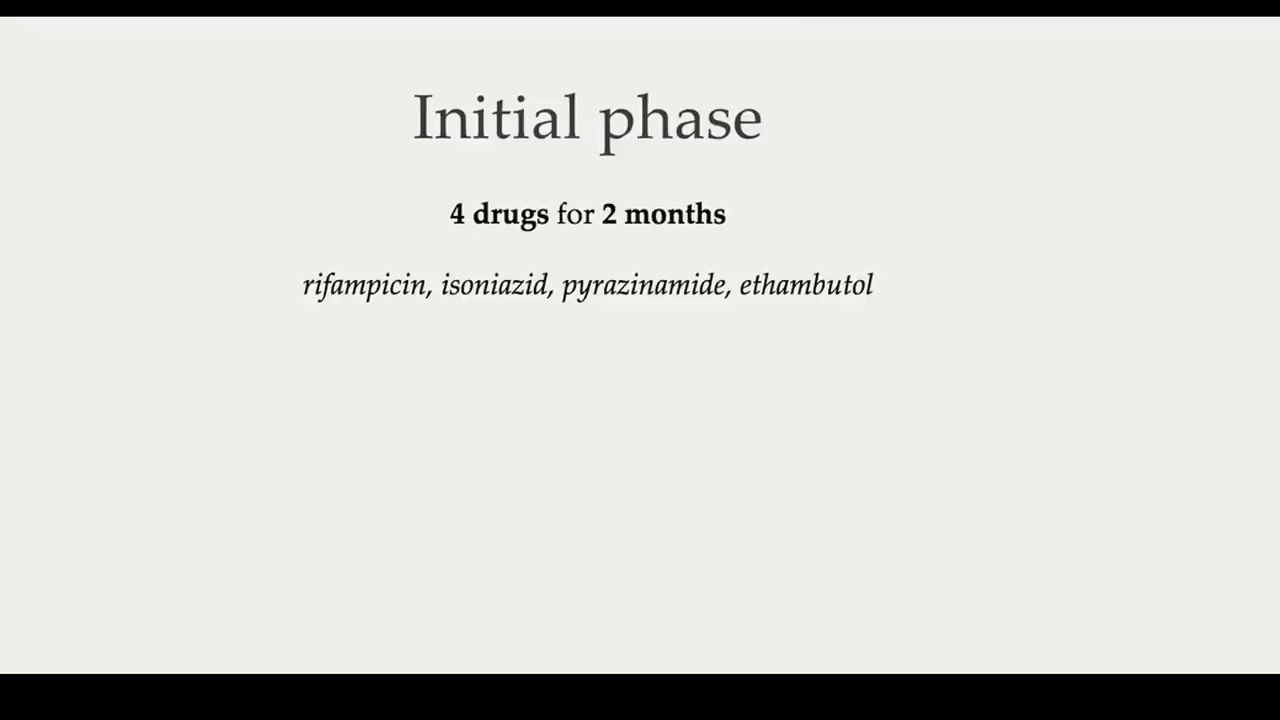 Initial phase
4 drugs for 2 months
rifampicin, isoniazid, pyrazinamide, ethambutol